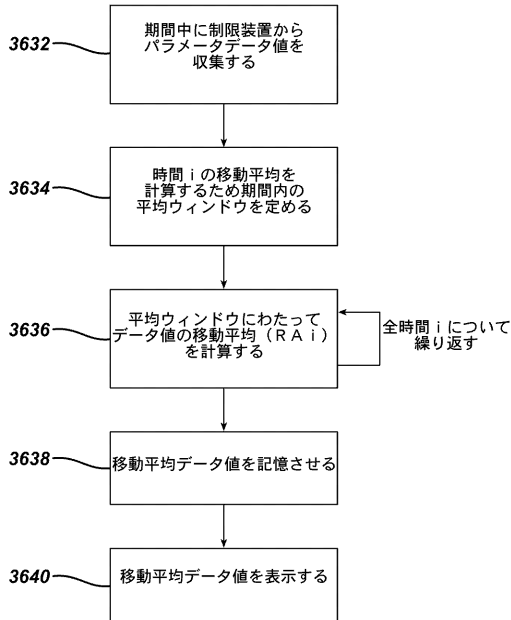 3632
期間中に制限装置から
パラメータデータ値を
収集する
3634
時間ｉの移動平均を
計算するため期間内の
平均ウィンドウを定める
3636
平均ウィンドウにわたって
データ値の移動平均（ＲＡｉ）
を計算する
全時間ｉについて
繰り返す
3638
移動平均データ値を記憶させる
3640
移動平均データ値を表示する